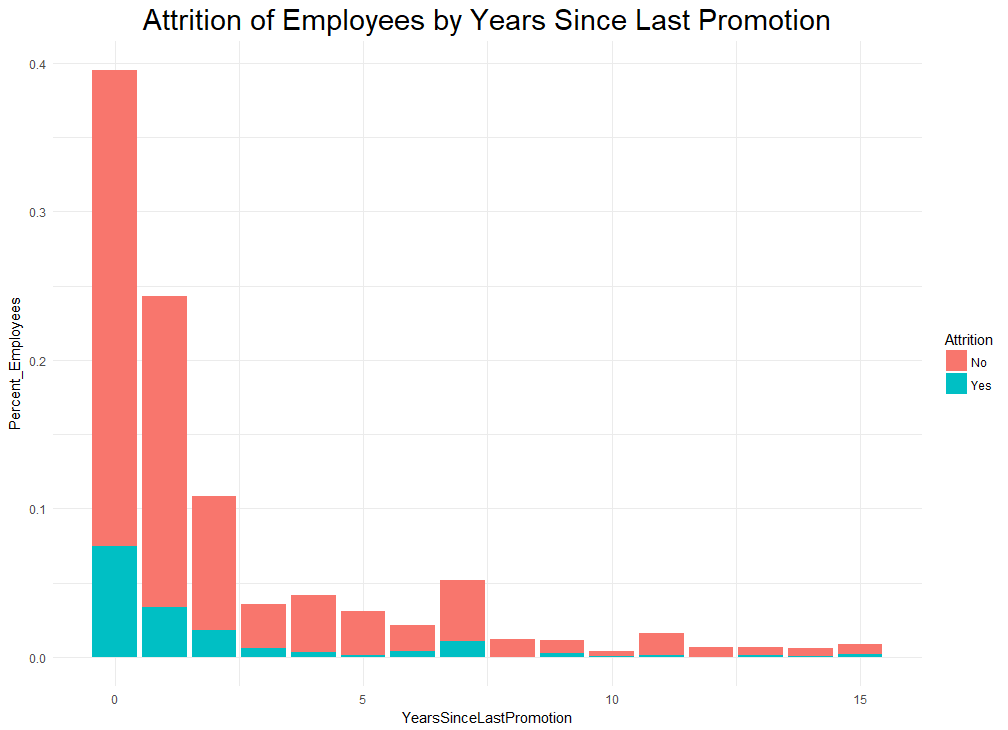 Attrition of Employees by Years Since Last Promotion
0.4
0.3
0.2
0.1
0.0
Percent_Employees
0 5 10 15
YearsSinceLastPromotion
Attrition
No
Yes